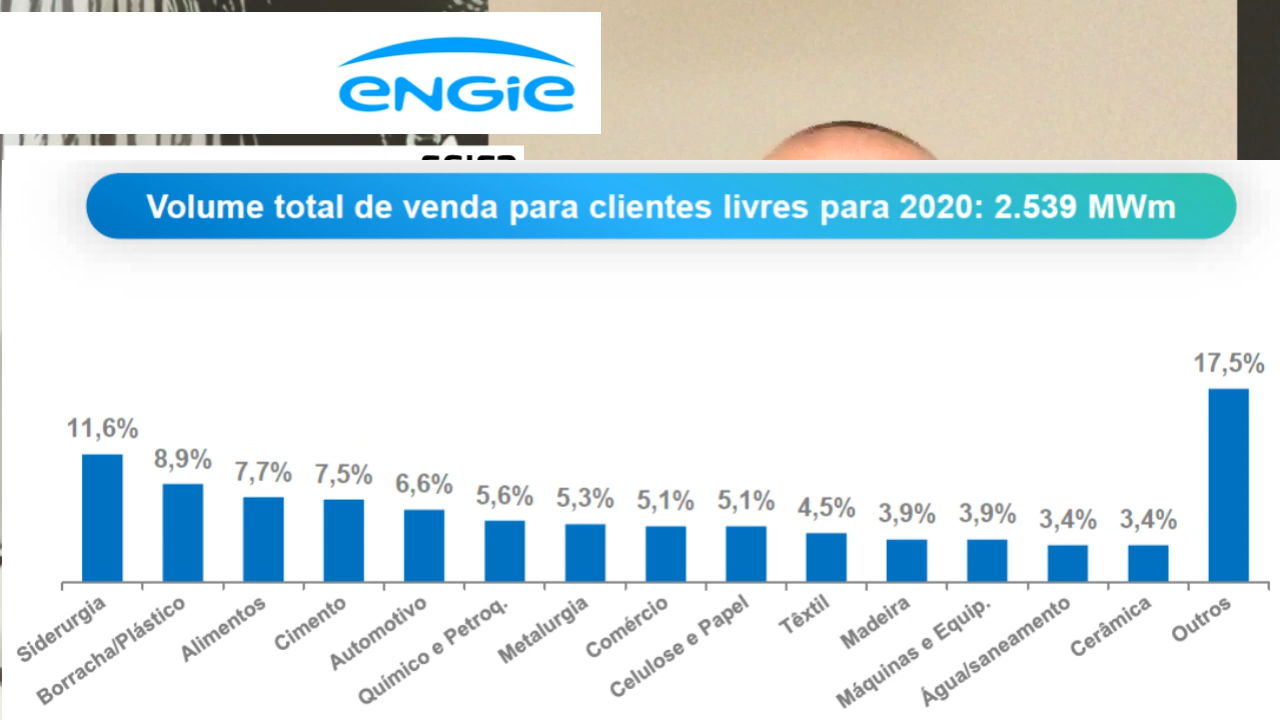 ENGIE
Volume total de venda para clientes livres para 2020: 2.539 MWm
11,6%
8,9%
7,7%
7,5%
6,6%
5,6%
5,3%
5,1%
5,1%
4,5%
3,9%
3,9%
3,4%
3,4%
17,5%
Siderurgia
Borracha/Plástico
Alimentos
Cimento
Automotivo
Químico e Petroq.
Metalurgia
Comércio
Celulose e Papel
Têxtil
Madeira
Máquinas e Equip.
Água/saneamento
Cerâmica
Outros